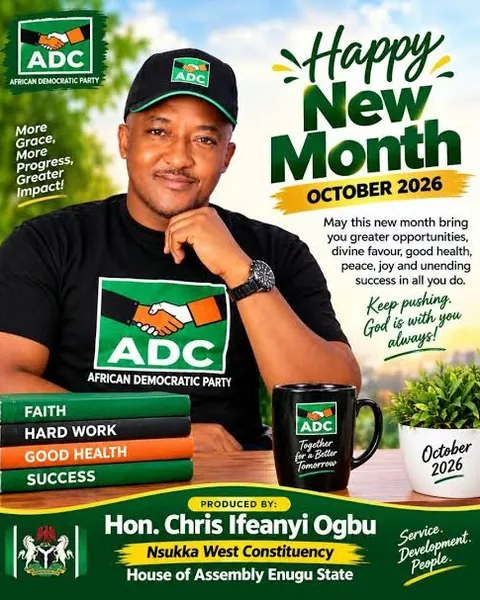 ADC
AFRICAN DEMOCRATIC PARTY
More
Grace,
More
Progress,
Greater
Impact!
ADC
Happy
New
Month
OCTOBER 2026
May this new month bring
you greater opportunities,
divine favour, good health,
peace, joy and unending
success in all you do.
Keep pushing.
God is with you
always!
ADC
AFRICAN DEMOCRATIC PARTY
FAITH
HARD WORK
GOOD HEALTH
SUCCESS
ADC
Together
for a Better
Tomorrow
October
2026
PRODUCED BY:
Hon. Chris Ifeanyi Ogbu
Nsukka West Constituency
House of Assembly Enugu State
Service.
Development.
People.